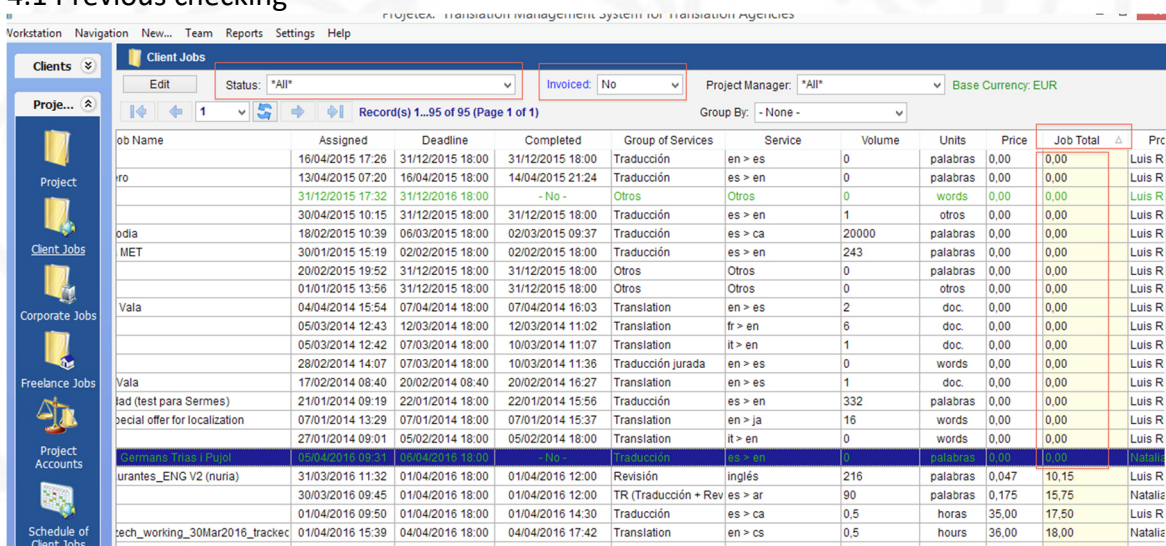 4.1 Previous checking
Projetex: Translation Management System for Translation Agencies
Workstation Navigation New... Team Reports Settings Help
Clients
Client Jobs
Edit Status: *All* Invoiced: No Project Manager: *All* Base Currency: EUR
Proje...
1 Record(s) 1...95 of 95 (Page 1 of 1) Group By: - None -
ob Name Assigned Deadline Completed Group of Services Service Volume Units Price Job Total Pro
16/04/2015 17:26 31/12/2015 18:00 31/12/2015 18:00 Traducción en > es 0 palabras 0,00 0,00 Luis R
ro 13/04/2015 07:20 16/04/2015 18:00 14/04/2015 21:24 Traducción es > en 0 palabras 0,00 0,00 Luis R
Project
31/12/2015 17:32 31/12/2016 18:00 - No - Otros Otros 0 words 0,00 0,00 Luis R
30/04/2015 10:15 31/12/2015 18:00 31/12/2015 18:00 Traducción es > en 1 otros 0,00 0,00 Luis R
odia 18/02/2015 10:39 06/03/2015 18:00 02/03/2015 09:37 Traducción es > ca 20000 palabras 0,00 0,00 Luis R
Client Jobs
MET 30/01/2015 15:19 02/02/2015 18:00 02/02/2015 18:00 Traducción es > en 243 palabras 0,00 0,00 Luis R
20/02/2015 19:52 31/12/2015 18:00 31/12/2015 18:00 Otros Otros 0 palabras 0,00 0,00 Luis R
01/01/2015 13:56 31/12/2015 18:00 31/12/2015 18:00 Otros Otros 0 otros 0,00 0,00 Luis R
Vala 04/04/2014 15:54 07/04/2014 18:00 07/04/2014 16:03 Translation en > es 2 doc. 0,00 0,00 Luis R
Corporate Jobs
05/03/2014 12:43 12/03/2014 18:00 12/03/2014 11:02 Translation fr > en 6 doc. 0,00 0,00 Luis R
05/03/2014 12:42 07/03/2014 18:00 10/03/2014 11:07 Translation it > en 1 doc. 0,00 0,00 Luis R
28/02/2014 14:07 07/03/2014 18:00 10/03/2014 11:36 Traducción jurada en > es 0 words 0,00 0,00 Luis R
Freelance Jobs
Vala 17/02/2014 08:40 20/02/2014 08:40 20/02/2014 16:27 Translation en > es 1 doc. 0,00 0,00 Luis R
dad (test para Sermes) 21/01/2014 09:19 22/01/2014 18:00 22/01/2014 15:56 Traducción es > en 332 palabras 0,00 0,00 Luis R
pecial offer for localization 07/01/2014 13:29 07/01/2014 18:00 07/01/2014 15:37 Translation en > ja 16 words 0,00 0,00 Luis R
27/01/2014 09:01 05/02/2014 18:00 05/02/2014 18:00 Translation it > en 0 words 0,00 0,00 Luis R
Project Accounts
Germans Trias i Pujol 05/04/2016 09:31 06/04/2016 18:00 - No - Traducción es > en 0 palabras 0,00 0,00 Natalia
urantes_ENG V2 (nuria) 31/03/2016 11:32 01/04/2016 18:00 01/04/2016 12:00 Revisión inglés 216 palabras 0,047 10,15 Luis R
30/03/2016 09:45 01/04/2016 18:00 01/04/2016 12:00 TR (Traducción + Rev es > ar 90 palabras 0,175 15,75 Natalia
01/04/2016 09:50 01/04/2016 18:00 01/04/2016 14:30 Traducción es > ca 0,5 horas 35,00 17,50 Luis R
Schedule of
zech_working_30Mar2016_trackec 01/04/2016 15:39 04/04/2016 18:00 04/04/2016 17:42 Translation en > cs 0,5 hours 36,00 18,00 Natalia
Client Jobs